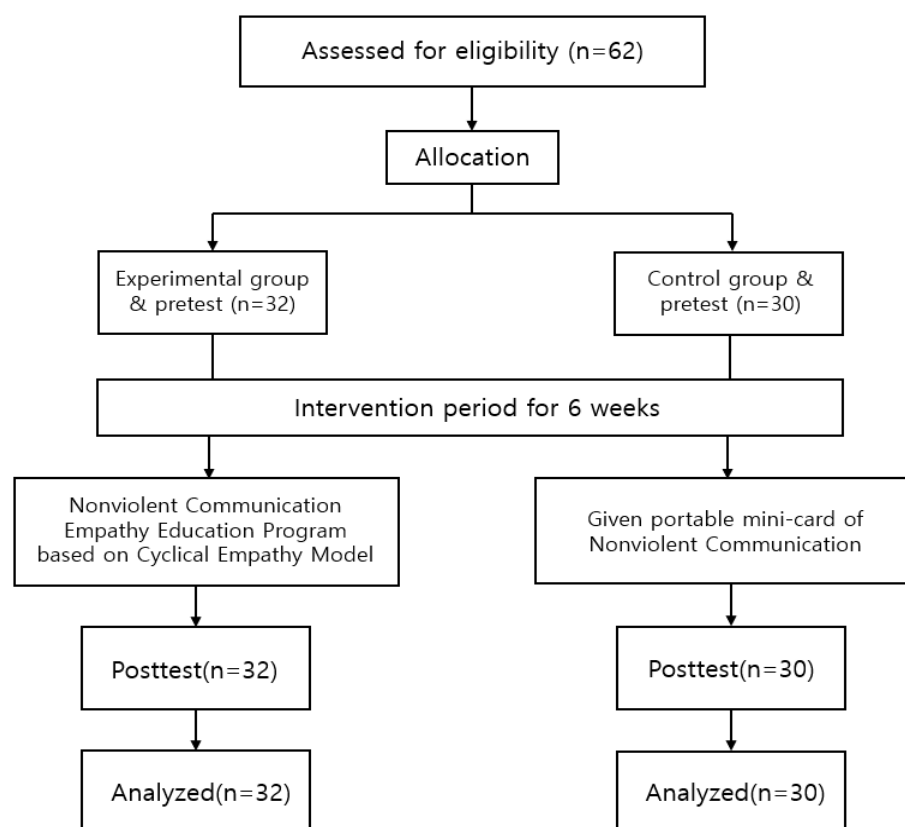 Assessed for eligibility (n=62)
Allocation
Experimental group
& pretest (n=32)
Control group &
pretest (n=30)
Intervention period for 6 weeks
Nonviolent Communication
Empathy Education Program
based on Cyclical Empathy Model
Given portable mini-card of
Nonviolent Communication
Posttest(n=32)
Posttest(n=30)
Analyzed(n=32)
Analyzed(n=30)